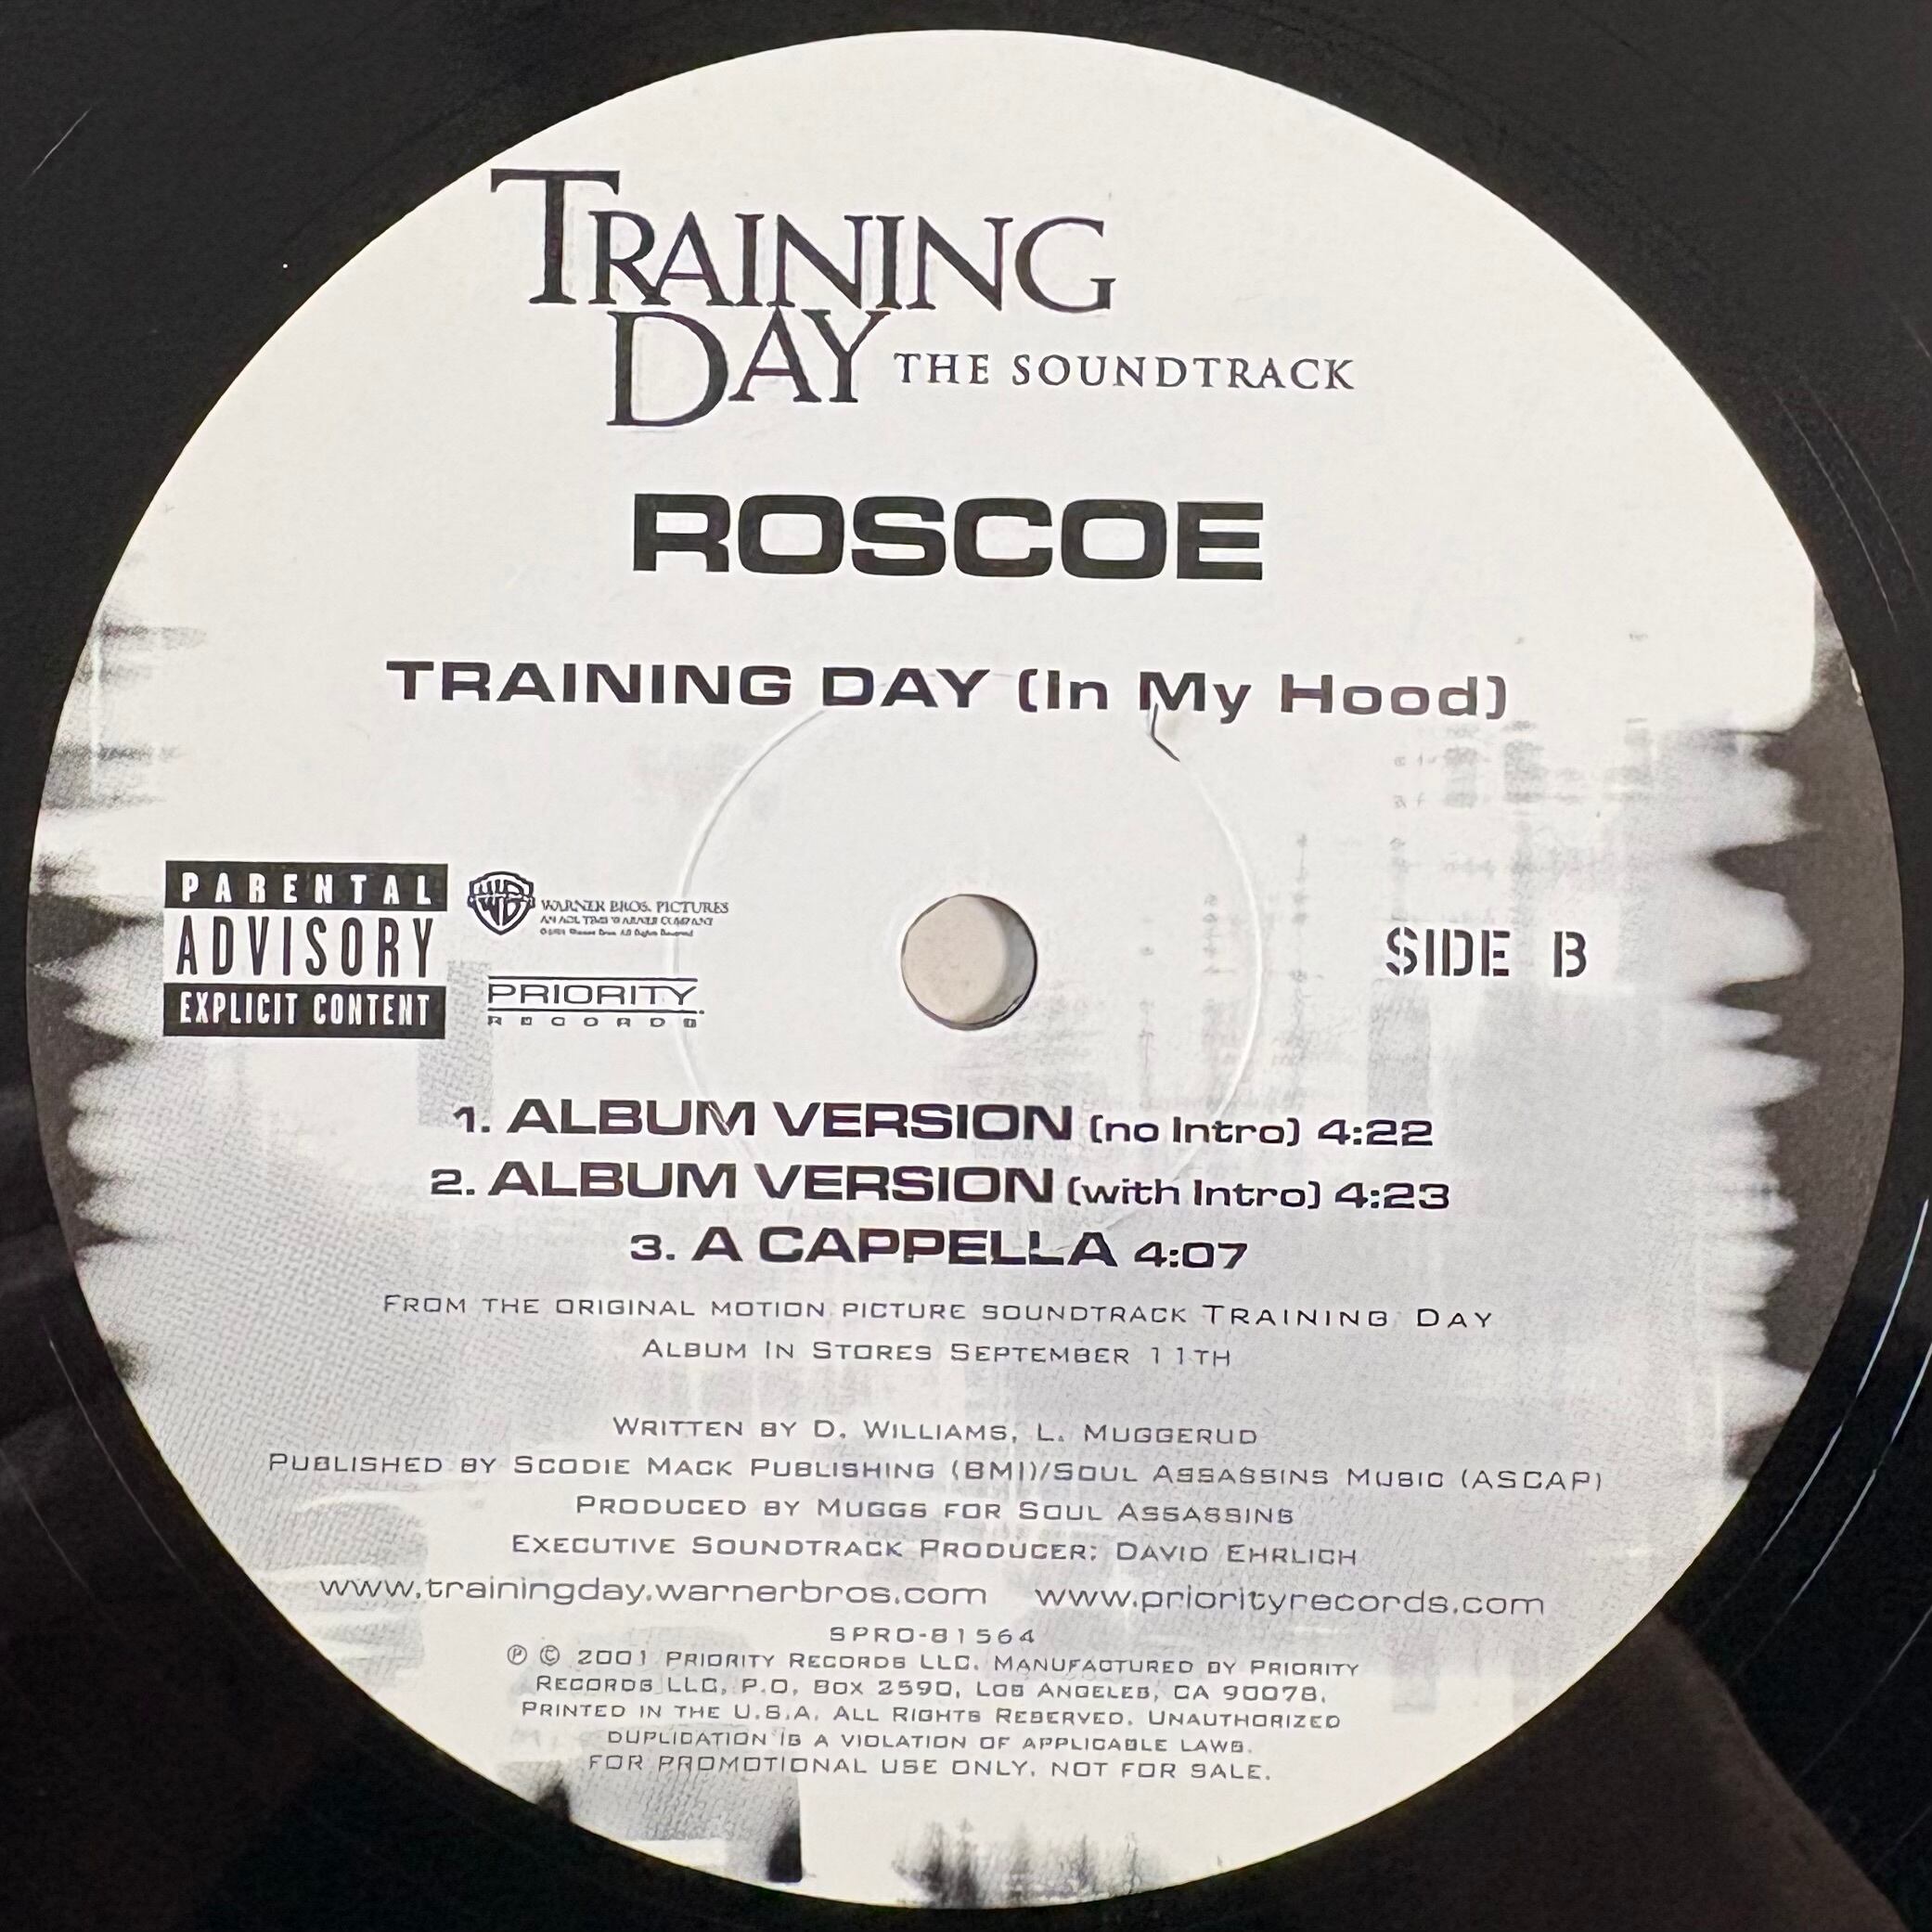 TRAINING
DAY THE SOUNDTRACK
ROSCOE
TRAINING DAY (In My Hood)
PARENTAL
ADVISORY
EXPLICIT CONTENT
WARNER BROS. PICTURES
AN AOL TIME WARNER COMPANY
PRIORITY
RECORDS
SIDE B
1. ALBUM VERSION (no Intro) 4:22
2. ALBUM VERSION (with Intro) 4:23
3. A CAPPELLA 4:07
FROM THE ORIGINAL MOTION PICTURE SOUNDTRACK TRAINING DAY
ALBUM IN STORES SEPTEMBER 11TH
WRITTEN BY D. WILLIAMS, L. MUGGERUD
PUBLISHED BY SCODIE MACK PUBLISHING (BMI)/SOUL ASSASSINS MUSIC (ASCAP)
PRODUCED BY MUGGS FOR SOUL ASSASSINS
EXECUTIVE SOUNDTRACK PRODUCER: DAVID EHRLICH
www.trainingday.warnerbros.com www.priorityrecords.com
SPRO-81564
℗ © 2001 PRIORITY RECORDS LLC. MANUFACTURED BY PRIORITY
RECORDS LLC, P.O. BOX 2590, LOS ANGELES, CA 90078.
PRINTED IN THE U.S.A. ALL RIGHTS RESERVED. UNAUTHORIZED
DUPLICATION IS A VIOLATION OF APPLICABLE LAWS.
FOR PROMOTIONAL USE ONLY, NOT FOR SALE.